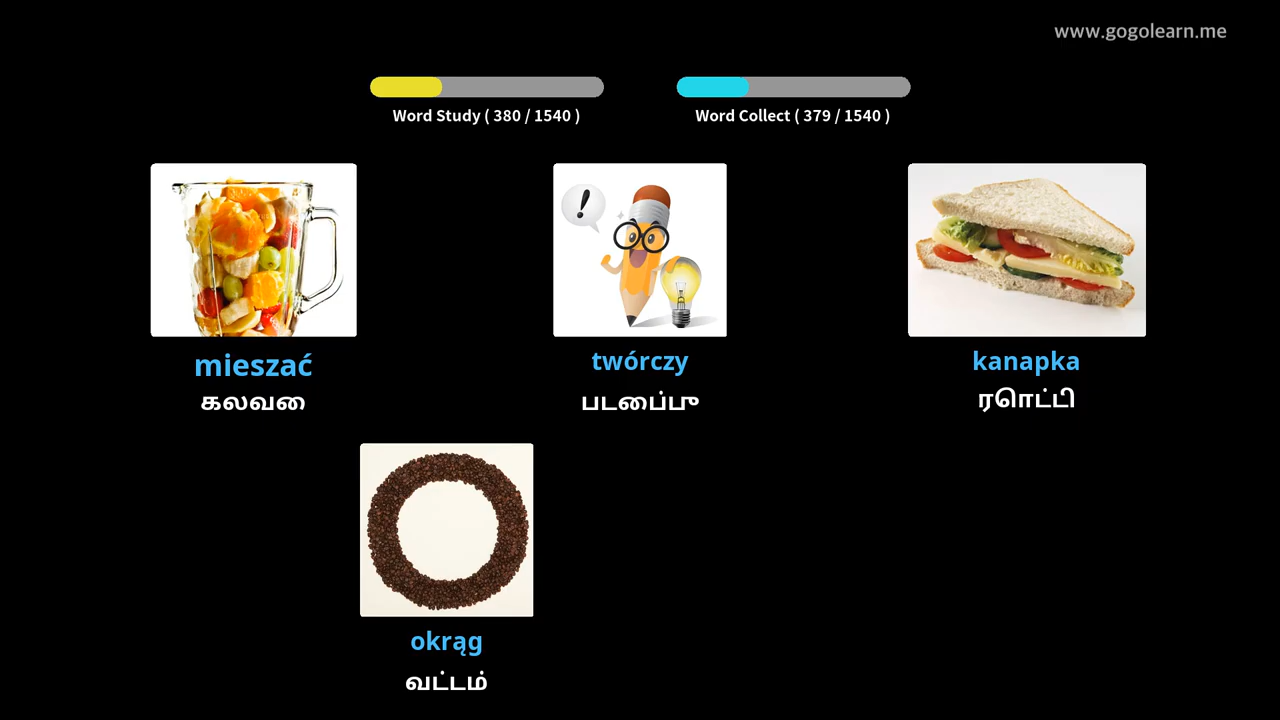 www.gogolearn.me
Word Study ( 380 / 1540 )
Word Collect ( 379 / 1540 )
mieszać
கலவை
twórczy
படைப்பு
kanapka
ரொட்டி
okrąg
வட்டம்